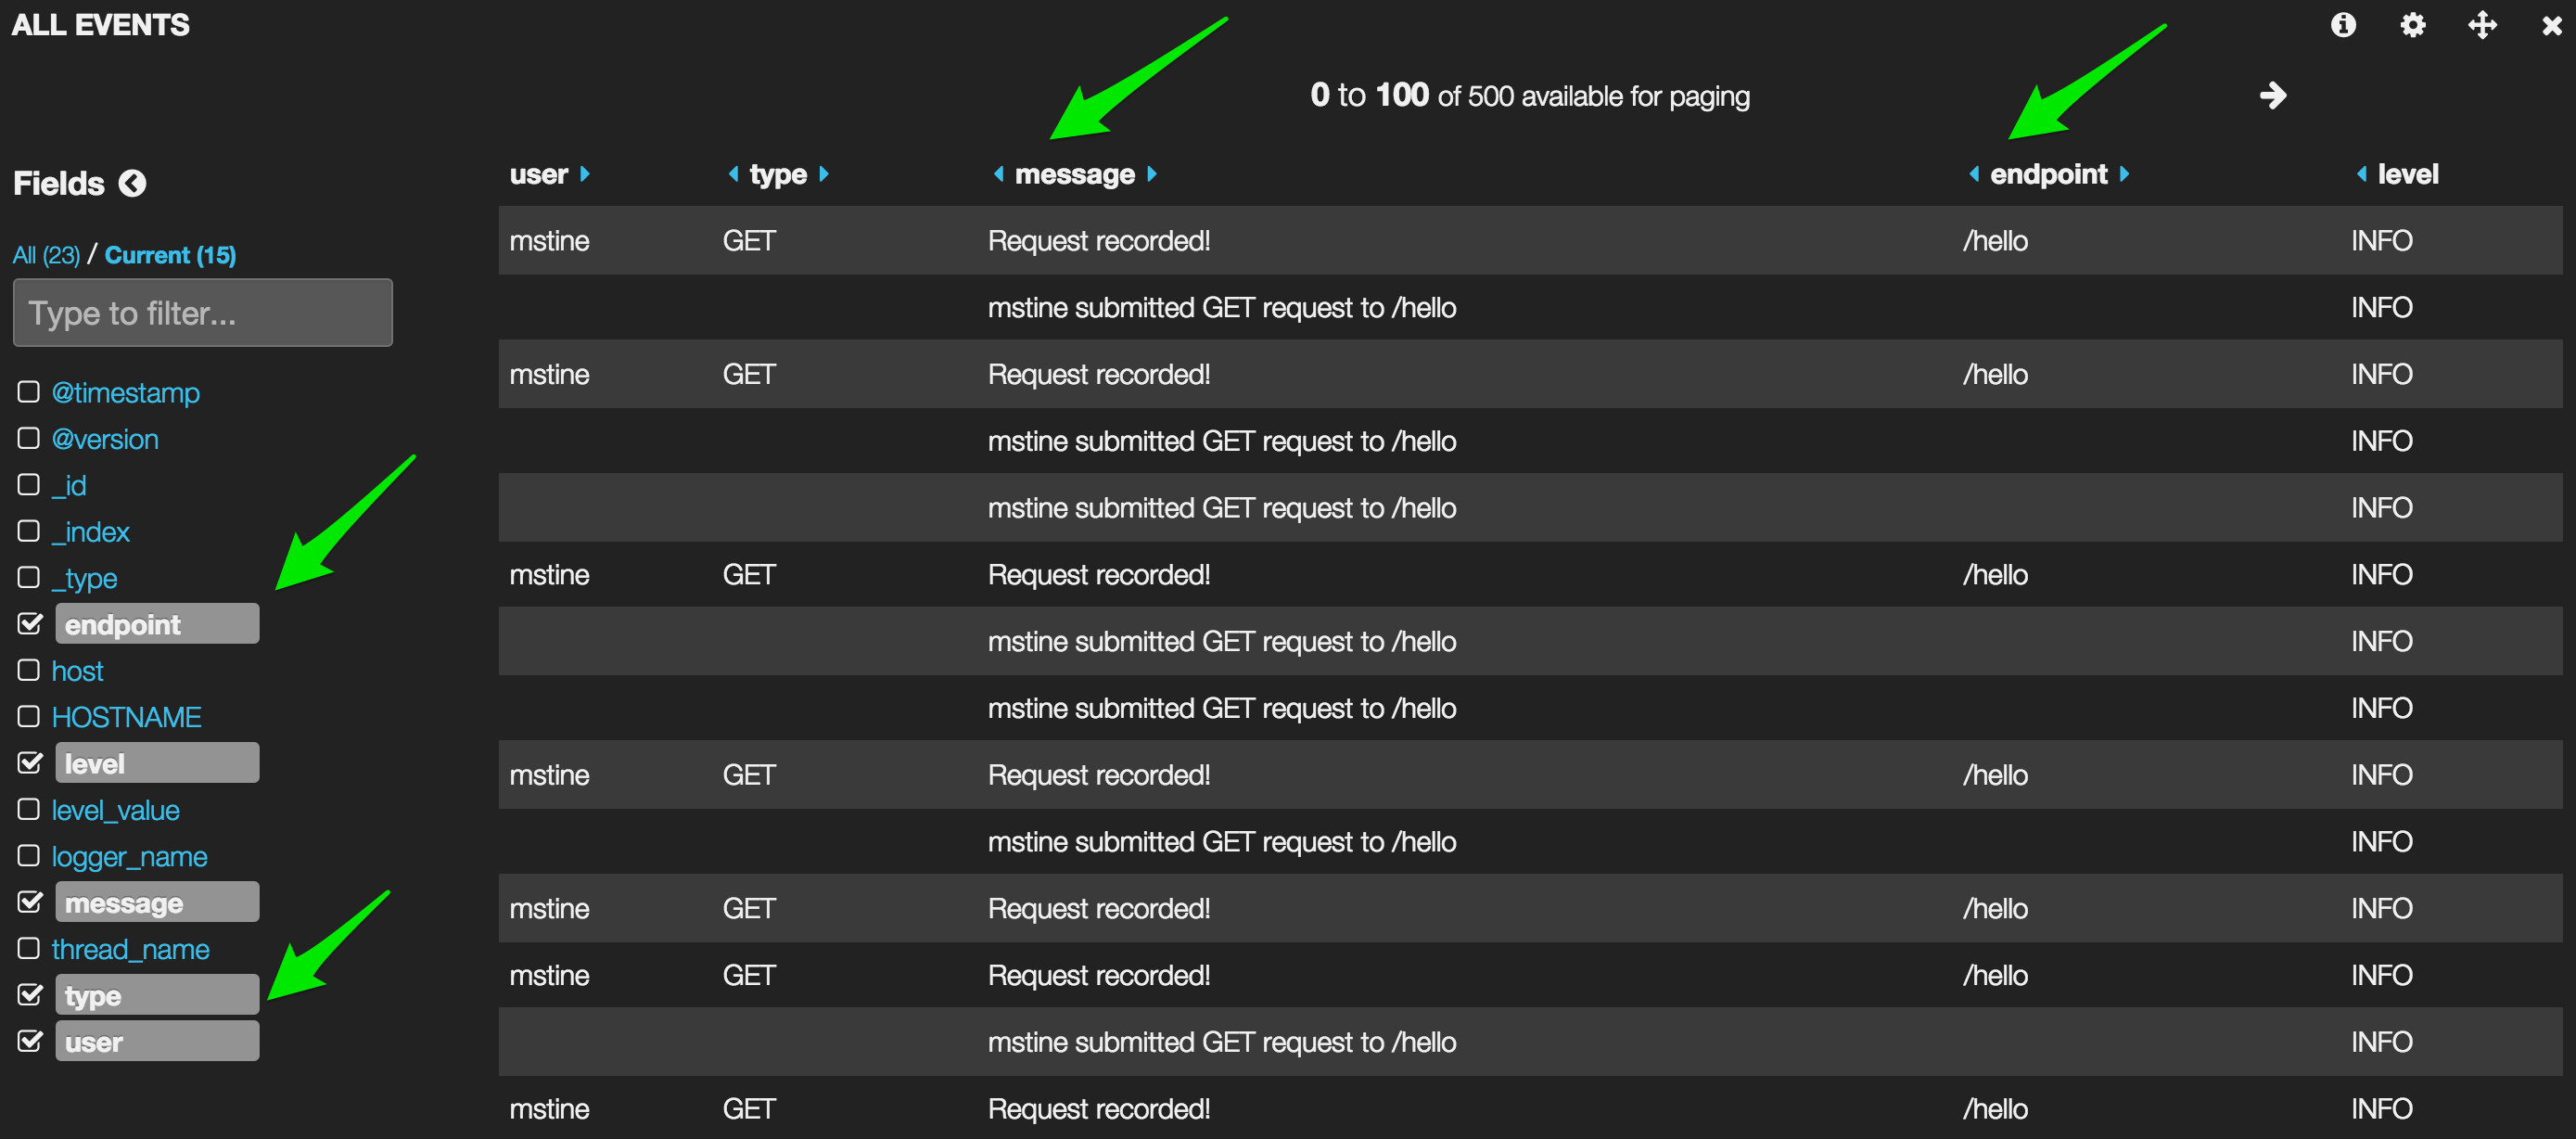 ALL EVENTS
0 to 100 of 500 available for paging
Fields
All (23) / Current (15)
Type to filter...
@timestamp
@version
_id
_index
_type
endpoint
host
HOSTNAME
level
level_value
logger_name
message
thread_name
type
user
user type message endpoint level
mstine GET Request recorded! /hello INFO
mstine submitted GET request to /hello INFO
mstine GET Request recorded! /hello INFO
mstine submitted GET request to /hello INFO
mstine submitted GET request to /hello INFO
mstine GET Request recorded! /hello INFO
mstine submitted GET request to /hello INFO
mstine submitted GET request to /hello INFO
mstine GET Request recorded! /hello INFO
mstine submitted GET request to /hello INFO
mstine GET Request recorded! /hello INFO
mstine GET Request recorded! /hello INFO
mstine submitted GET request to /hello INFO
mstine GET Request recorded! /hello INFO